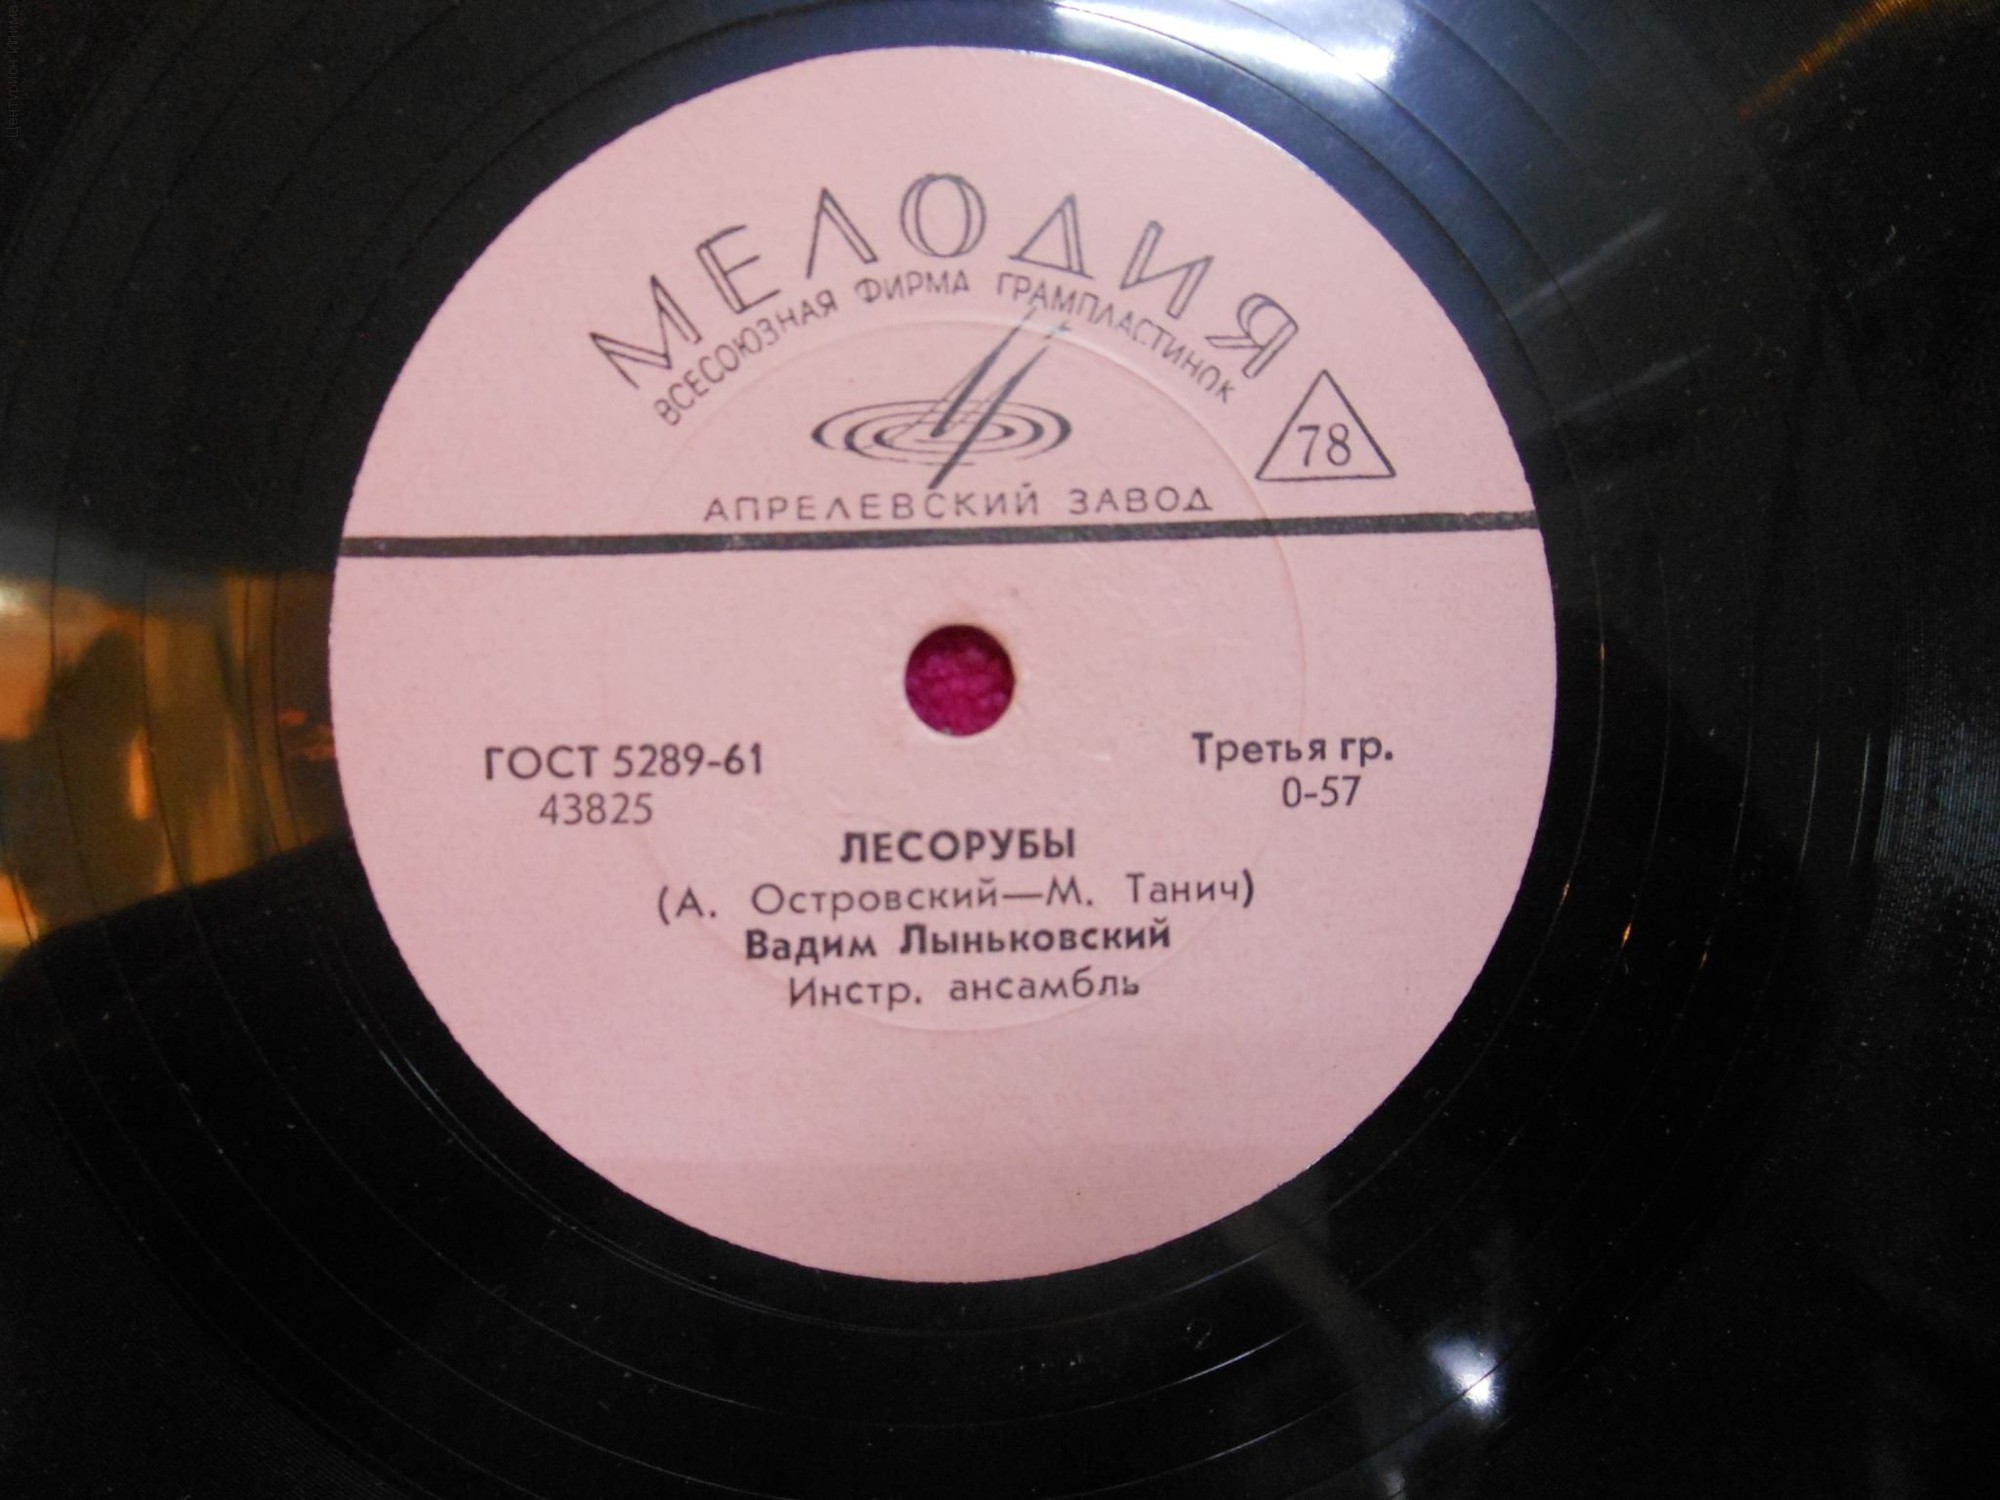 МЕЛОДИЯ
ВСЕСОЮЗНАЯ ФИРМА ГРАМПЛАСТИНОК
78
АПРЕЛЕВСКИЙ ЗАВОД
ГОСТ 5289-61
43825
Третья гр.
0-57
ЛЕСОРУБЫ
(А. Островский—М. Танич)
Вадим Лыньковский
Инстр. ансамбль